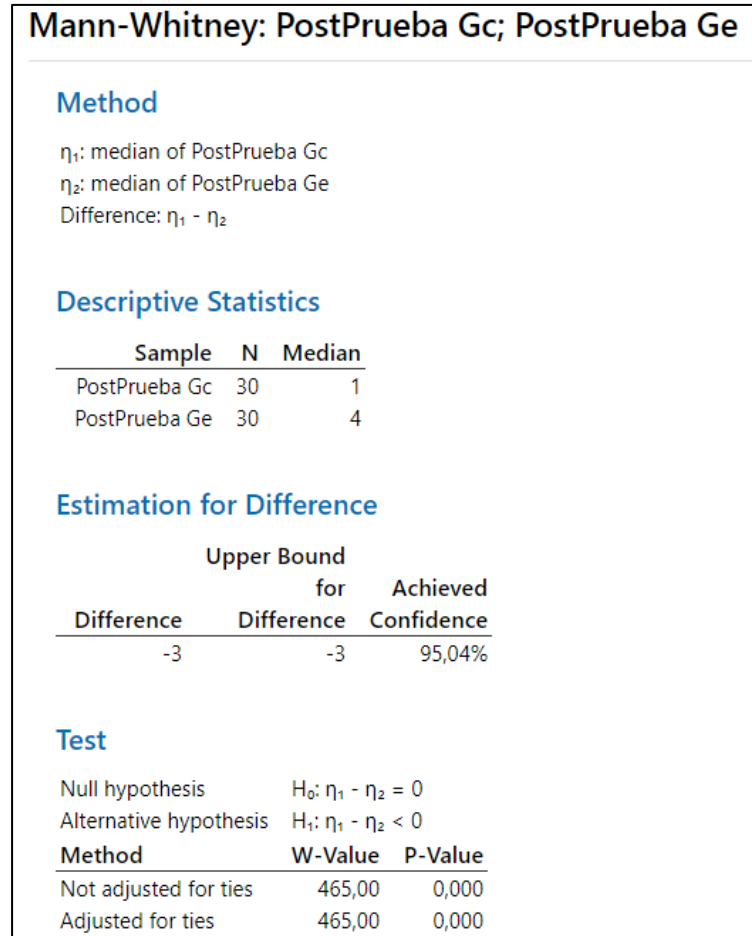 Mann-Whitney: PostPrueba Gc; PostPrueba Ge
Method
η₁: median of PostPrueba Gc
η₂: median of PostPrueba Ge
Difference: η₁ - η₂
Descriptive Statistics
Sample N Median
PostPrueba Gc 30 1
PostPrueba Ge 30 4
Estimation for Difference
Upper Bound
for Achieved
Difference Difference Confidence
-3 -3 95,04%
Test
Null hypothesis H₀: η₁ - η₂ = 0
Alternative hypothesis H₁: η₁ - η₂ < 0
Method W-Value P-Value
Not adjusted for ties 465,00 0,000
Adjusted for ties 465,00 0,000